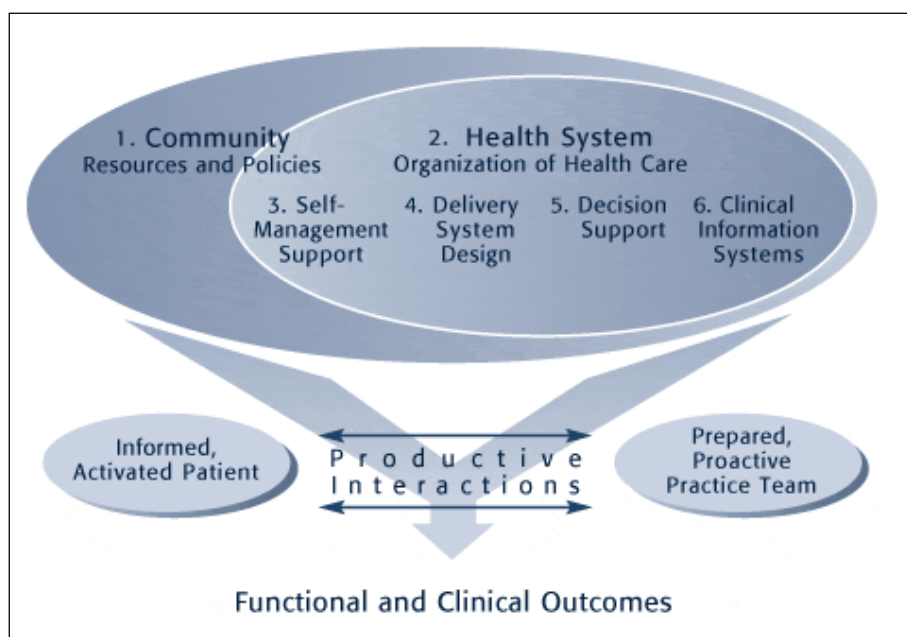 1. Community
Resources and Policies
2. Health System
Organization of Health Care
3. Self-
Management
Support
4. Delivery
System
Design
5. Decision
Support
6. Clinical
Information
Systems
Informed,
Activated Patient
Productive
Interactions
Prepared,
Proactive
Practice Team
Functional and Clinical Outcomes